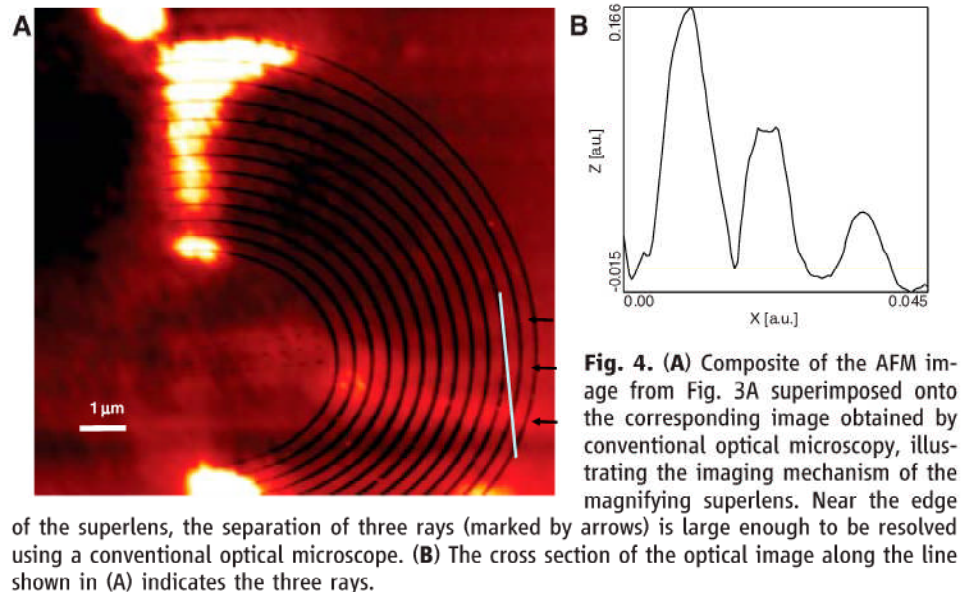 A
1 μm
B
0.166
Z [a.u.]
-0.015
0.00
0.045
X [a.u.]
Fig. 4. (A) Composite of the AFM im-
age from Fig. 3A superimposed onto
the corresponding image obtained by
conventional optical microscopy, illus-
trating the imaging mechanism of the
magnifying superlens. Near the edge
of the superlens, the separation of three rays (marked by arrows) is large enough to be resolved
using a conventional optical microscope. (B) The cross section of the optical image along the line
shown in (A) indicates the three rays.